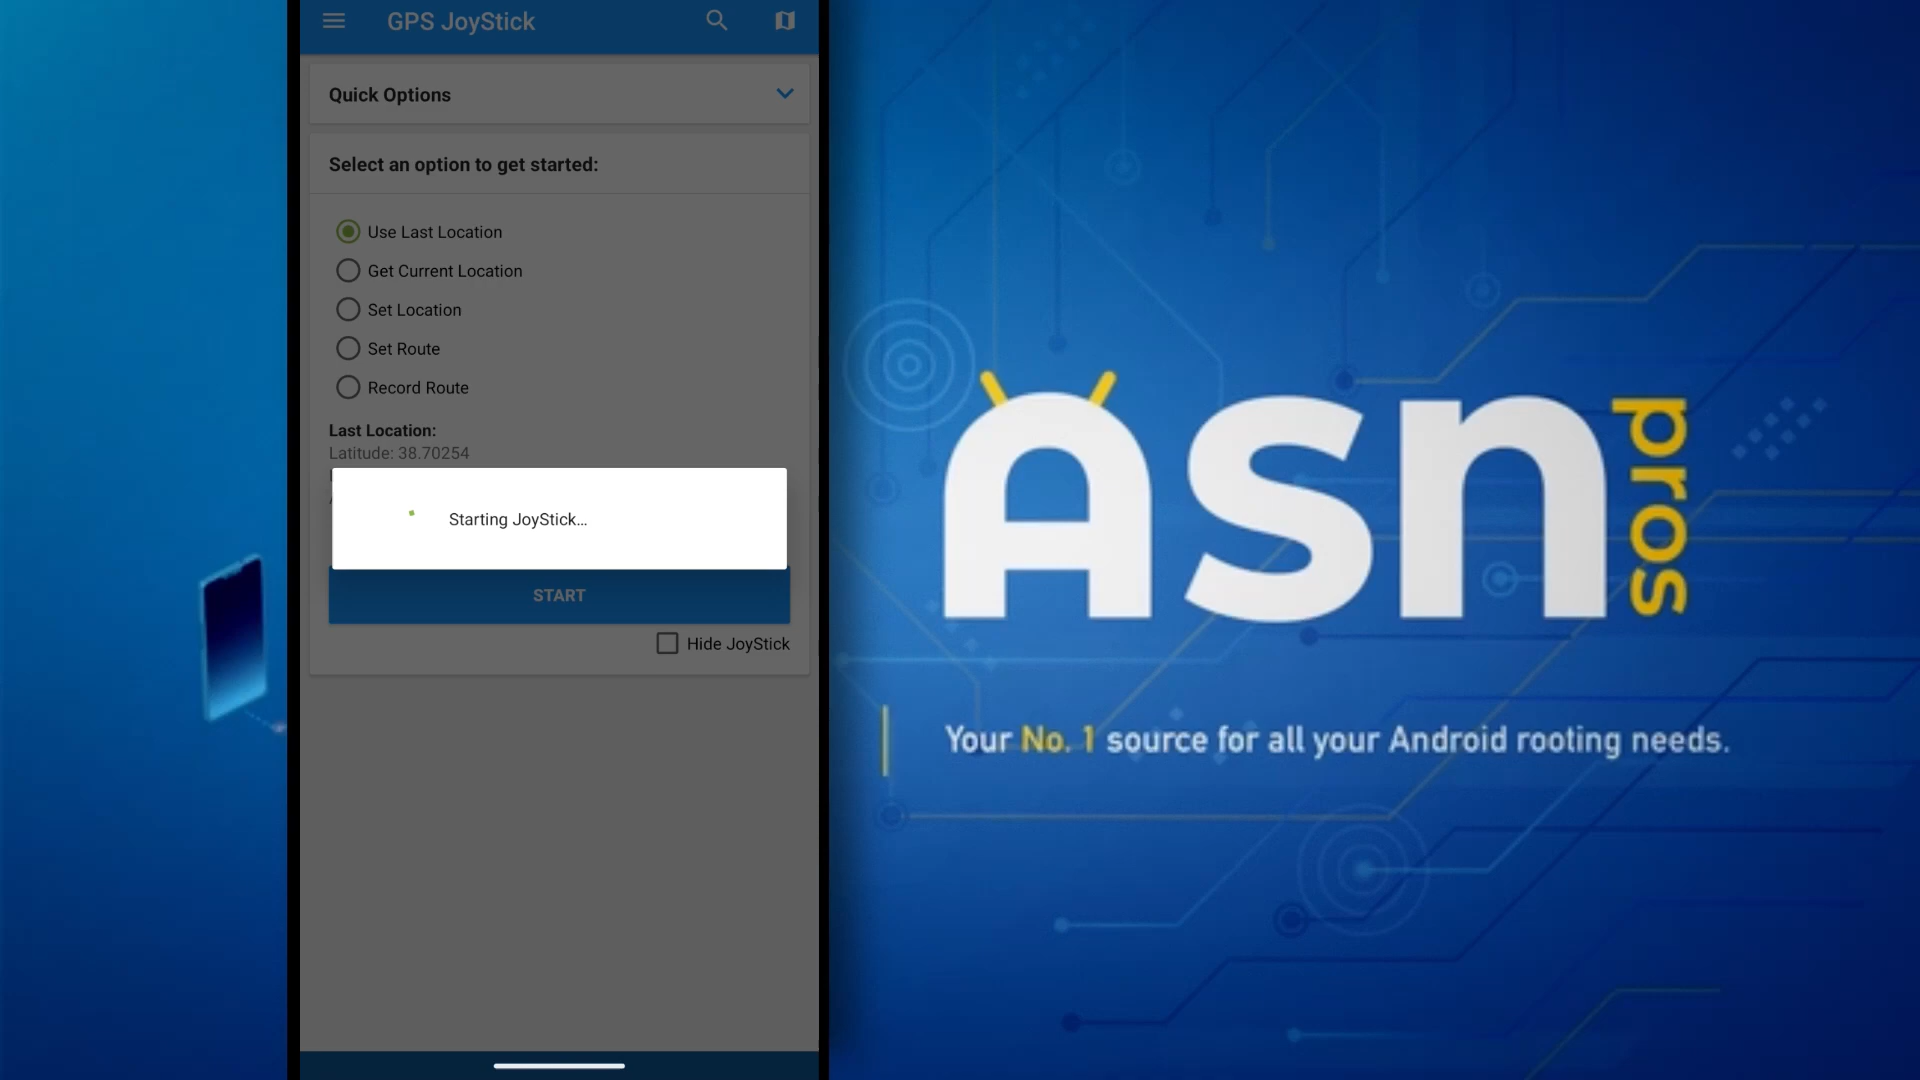 GPS JoyStick
Quick Options
Select an option to get started:
Use Last Location
Get Current Location
Set Location
Set Route
Record Route
Last Location:
Latitude: 38.70254
Starting JoyStick...
START
Hide JoyStick
Asn
pros
Your No. 1 source for all your Android rooting needs.